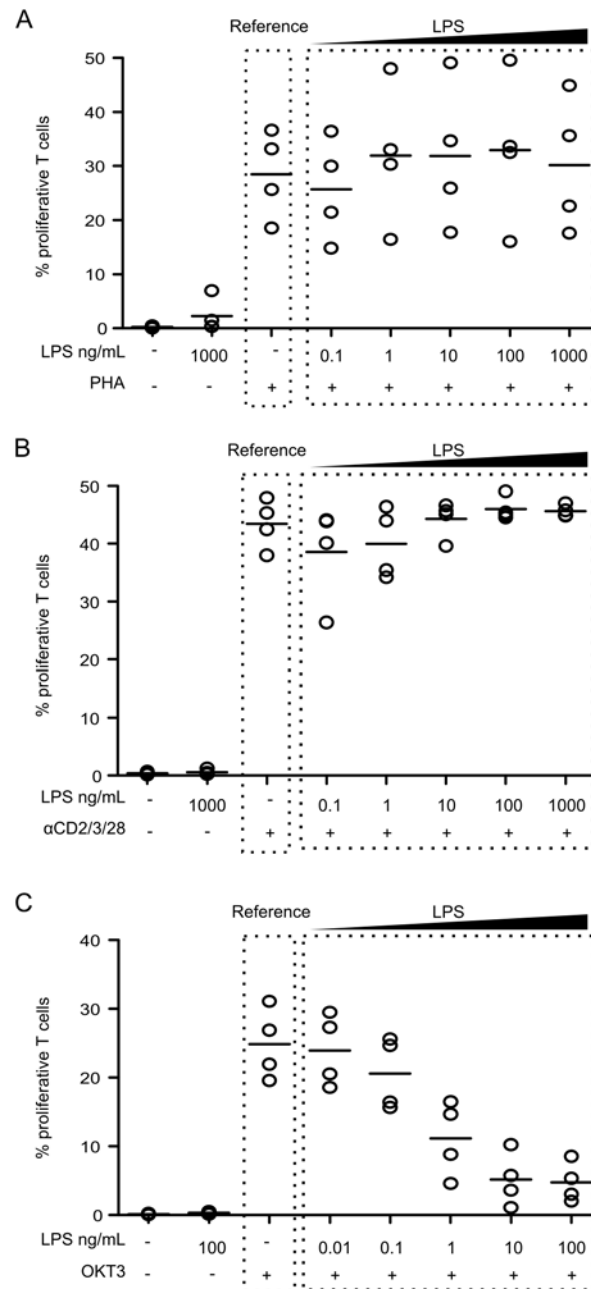 A
Reference
LPS
50
40
30
20
10
0
% proliferative T cells
LPS ng/mL - 1000 - 0.1 1 10 100 1000
PHA - - + + + + + +
B
Reference
LPS
50
40
30
20
10
0
% proliferative T cells
LPS ng/mL - 1000 - 0.1 1 10 100 1000
αCD2/3/28 - - + + + + + +
C
Reference
LPS
40
30
20
10
0
% proliferative T cells
LPS ng/mL - 100 - 0.01 0.1 1 10 100
OKT3 - - + + + + + +